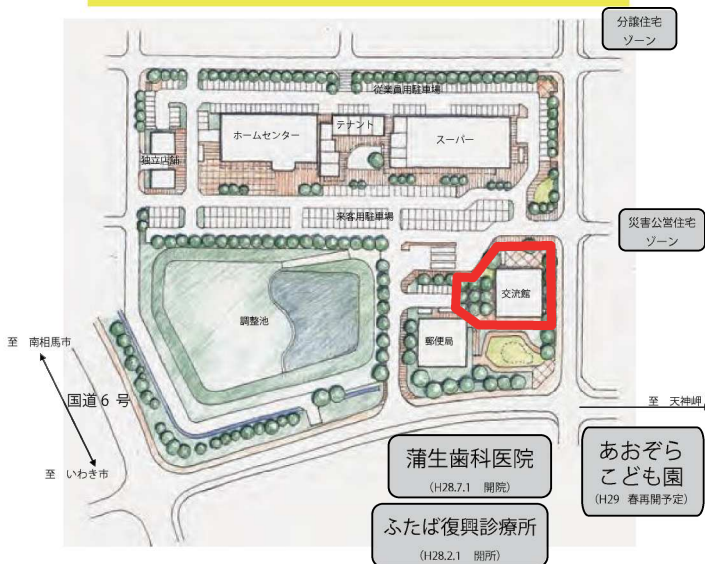 分譲住宅
ゾーン
従業員用駐車場
テナント
ホームセンター
スーパー
独立店舗
来客用駐車場
災害公営住宅
ゾーン
交流館
調整池
郵便局
至 南相馬市
国道6号
至 いわき市
至 天神岬
蒲生歯科医院
(H28.7.1 開院)
あおぞら
こども園
(H29 春再開予定)
ふたば復興診療所
(H28.2.1 開所)